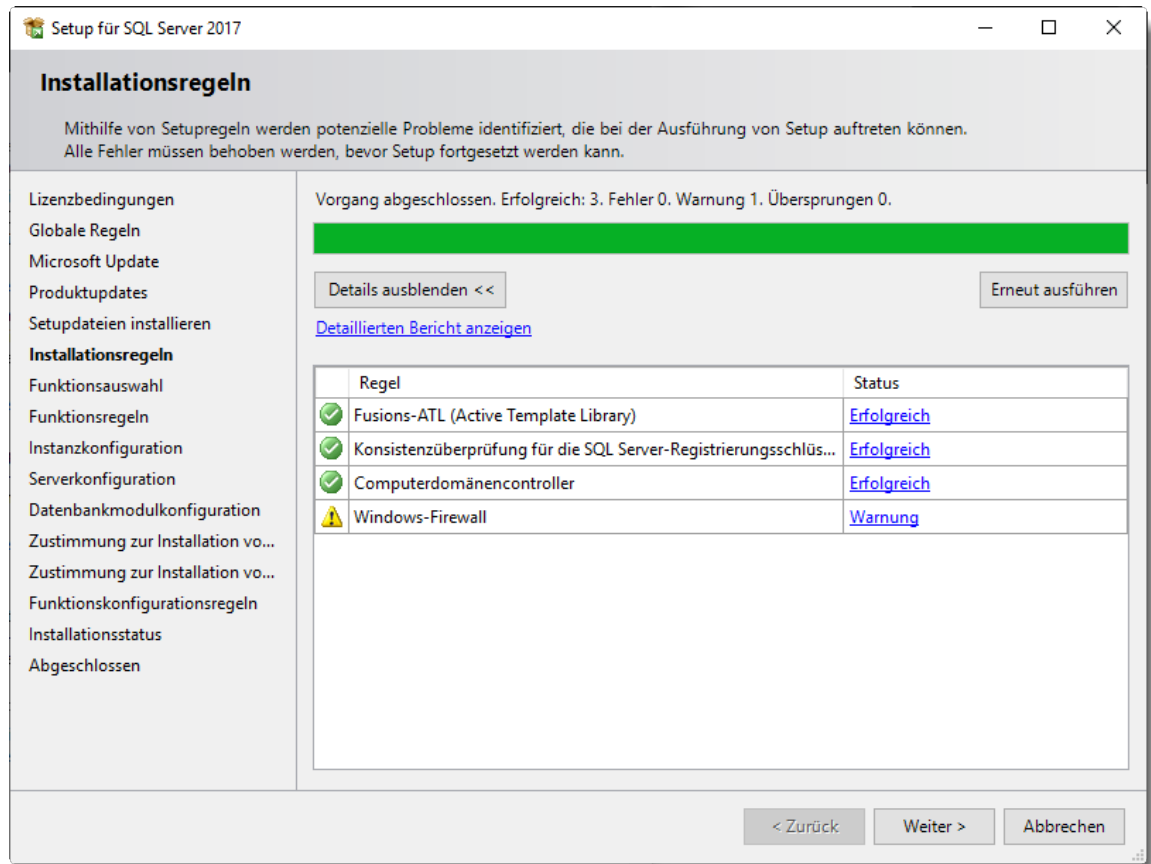 Setup für SQL Server 2017
Installationsregeln
Mithilfe von Setupregeln werden potenzielle Probleme identifiziert, die bei der Ausführung von Setup auftreten können.
Alle Fehler müssen behoben werden, bevor Setup fortgesetzt werden kann.
Lizenzbedingungen
Globale Regeln
Microsoft Update
Produktupdates
Setupdateien installieren
Installationsregeln
Funktionsauswahl
Funktionsregeln
Instanzkonfiguration
Serverkonfiguration
Datenbankmodulkonfiguration
Zustimmung zur Installation vo...
Zustimmung zur Installation vo...
Funktionskonfigurationsregeln
Installationsstatus
Abgeschlossen
Vorgang abgeschlossen. Erfolgreich: 3. Fehler 0. Warnung 1. Übersprungen 0.
Details ausblenden << Erneut ausführen
Detaillierten Bericht anzeigen
Regel Status
Fusions-ATL (Active Template Library) Erfolgreich
Konsistenzüberprüfung für die SQL Server-Registrierungsschlüs... Erfolgreich
Computerdomänencontroller Erfolgreich
Windows-Firewall Warnung
< Zurück Weiter > Abbrechen